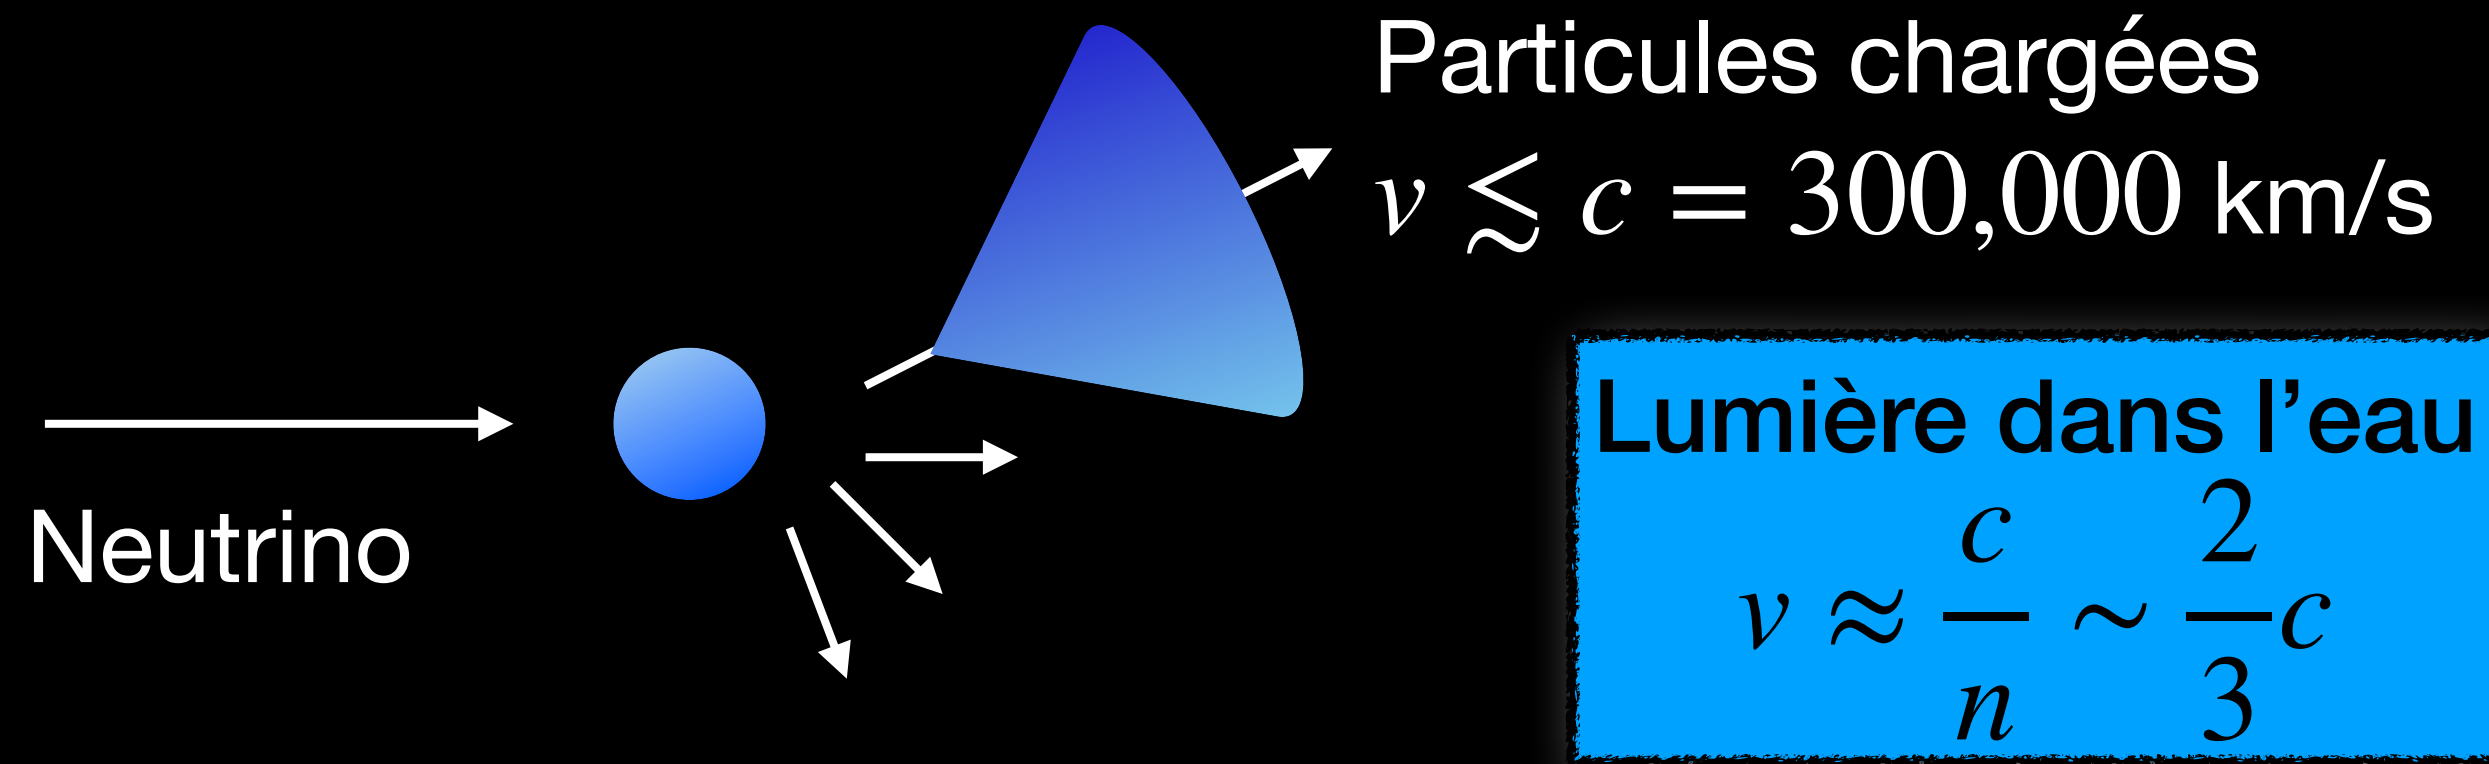 Particules chargées
v ≲ c = 300,000 km/s
Neutrino
Lumière dans l’eau
v ≈ c/n ~ 2/3 c